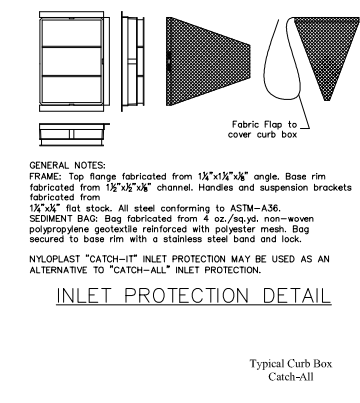 Fabric Flap to
cover curb box
GENERAL NOTES:
FRAME: Top flange fabricated from 1¼"x1¼"x⅛" angle. Base rim
fabricated from 1½"x½"x⅛" channel. Handles and suspension brackets
fabricated from
1¼"x¼" flat stock. All steel conforming to ASTM-A36.
SEDIMENT BAG: Bag fabricated from 4 oz./sq.yd. non-woven
polypropylene geotextile reinforced with polyester mesh. Bag
secured to base rim with a stainless steel band and lock.
NYLOPLAST "CATCH-IT" INLET PROTECTION MAY BE USED AS AN
ALTERNATIVE TO "CATCH-ALL" INLET PROTECTION.
INLET PROTECTION DETAIL
Typical Curb Box
Catch-All